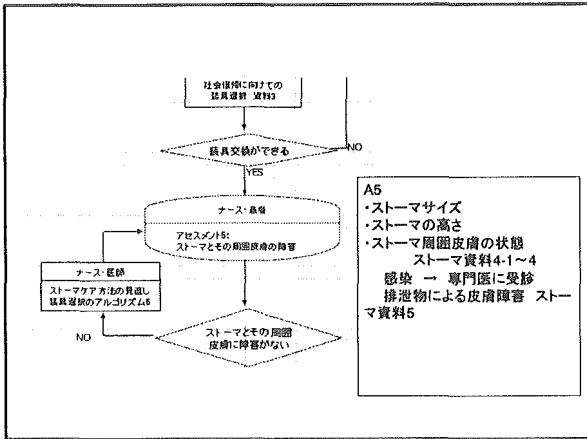 社会復帰に向けての
装具選択 資料3
装具交換ができる
NO
YES
ナース・患者
アセスメント5:
ストーマとその周囲皮膚の障害
ナース・医師
ストーマケア方法の見直し
装具選択のアルゴリズム5
NO
ストーマとその周囲
皮膚に障害がない
A5
・ストーマサイズ
・ストーマの高さ
・ストーマ周囲皮膚の状態
ストーマ資料4-1~4
感染 → 専門医に受診
排泄物による皮膚障害 ストー
マ資料5